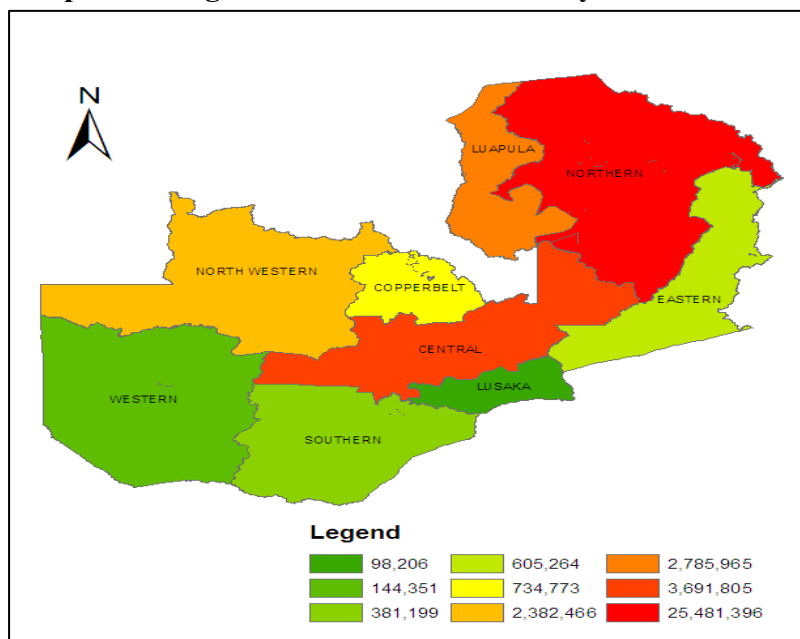 N
LUAPULA
NORTHERN
NORTH WESTERN
COPPERBELT
EASTERN
CENTRAL
LUSAKA
WESTERN
SOUTHERN
Legend
98,206 605,264 2,785,965
144,351 734,773 3,691,805
381,199 2,382,466 25,481,396